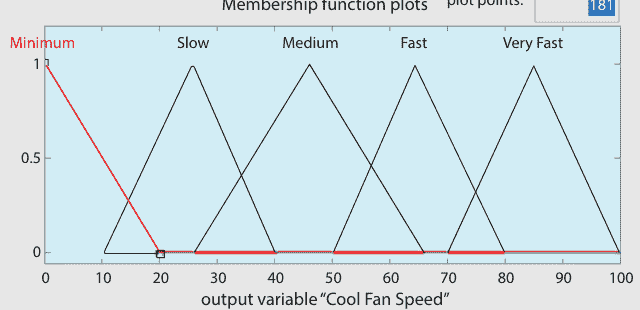 Membership function plots plot points: 181
Minimum Slow Medium Fast Very Fast
1
0.5
0
0 10 20 30 40 50 60 70 80 90 100
output variable “Cool Fan Speed”